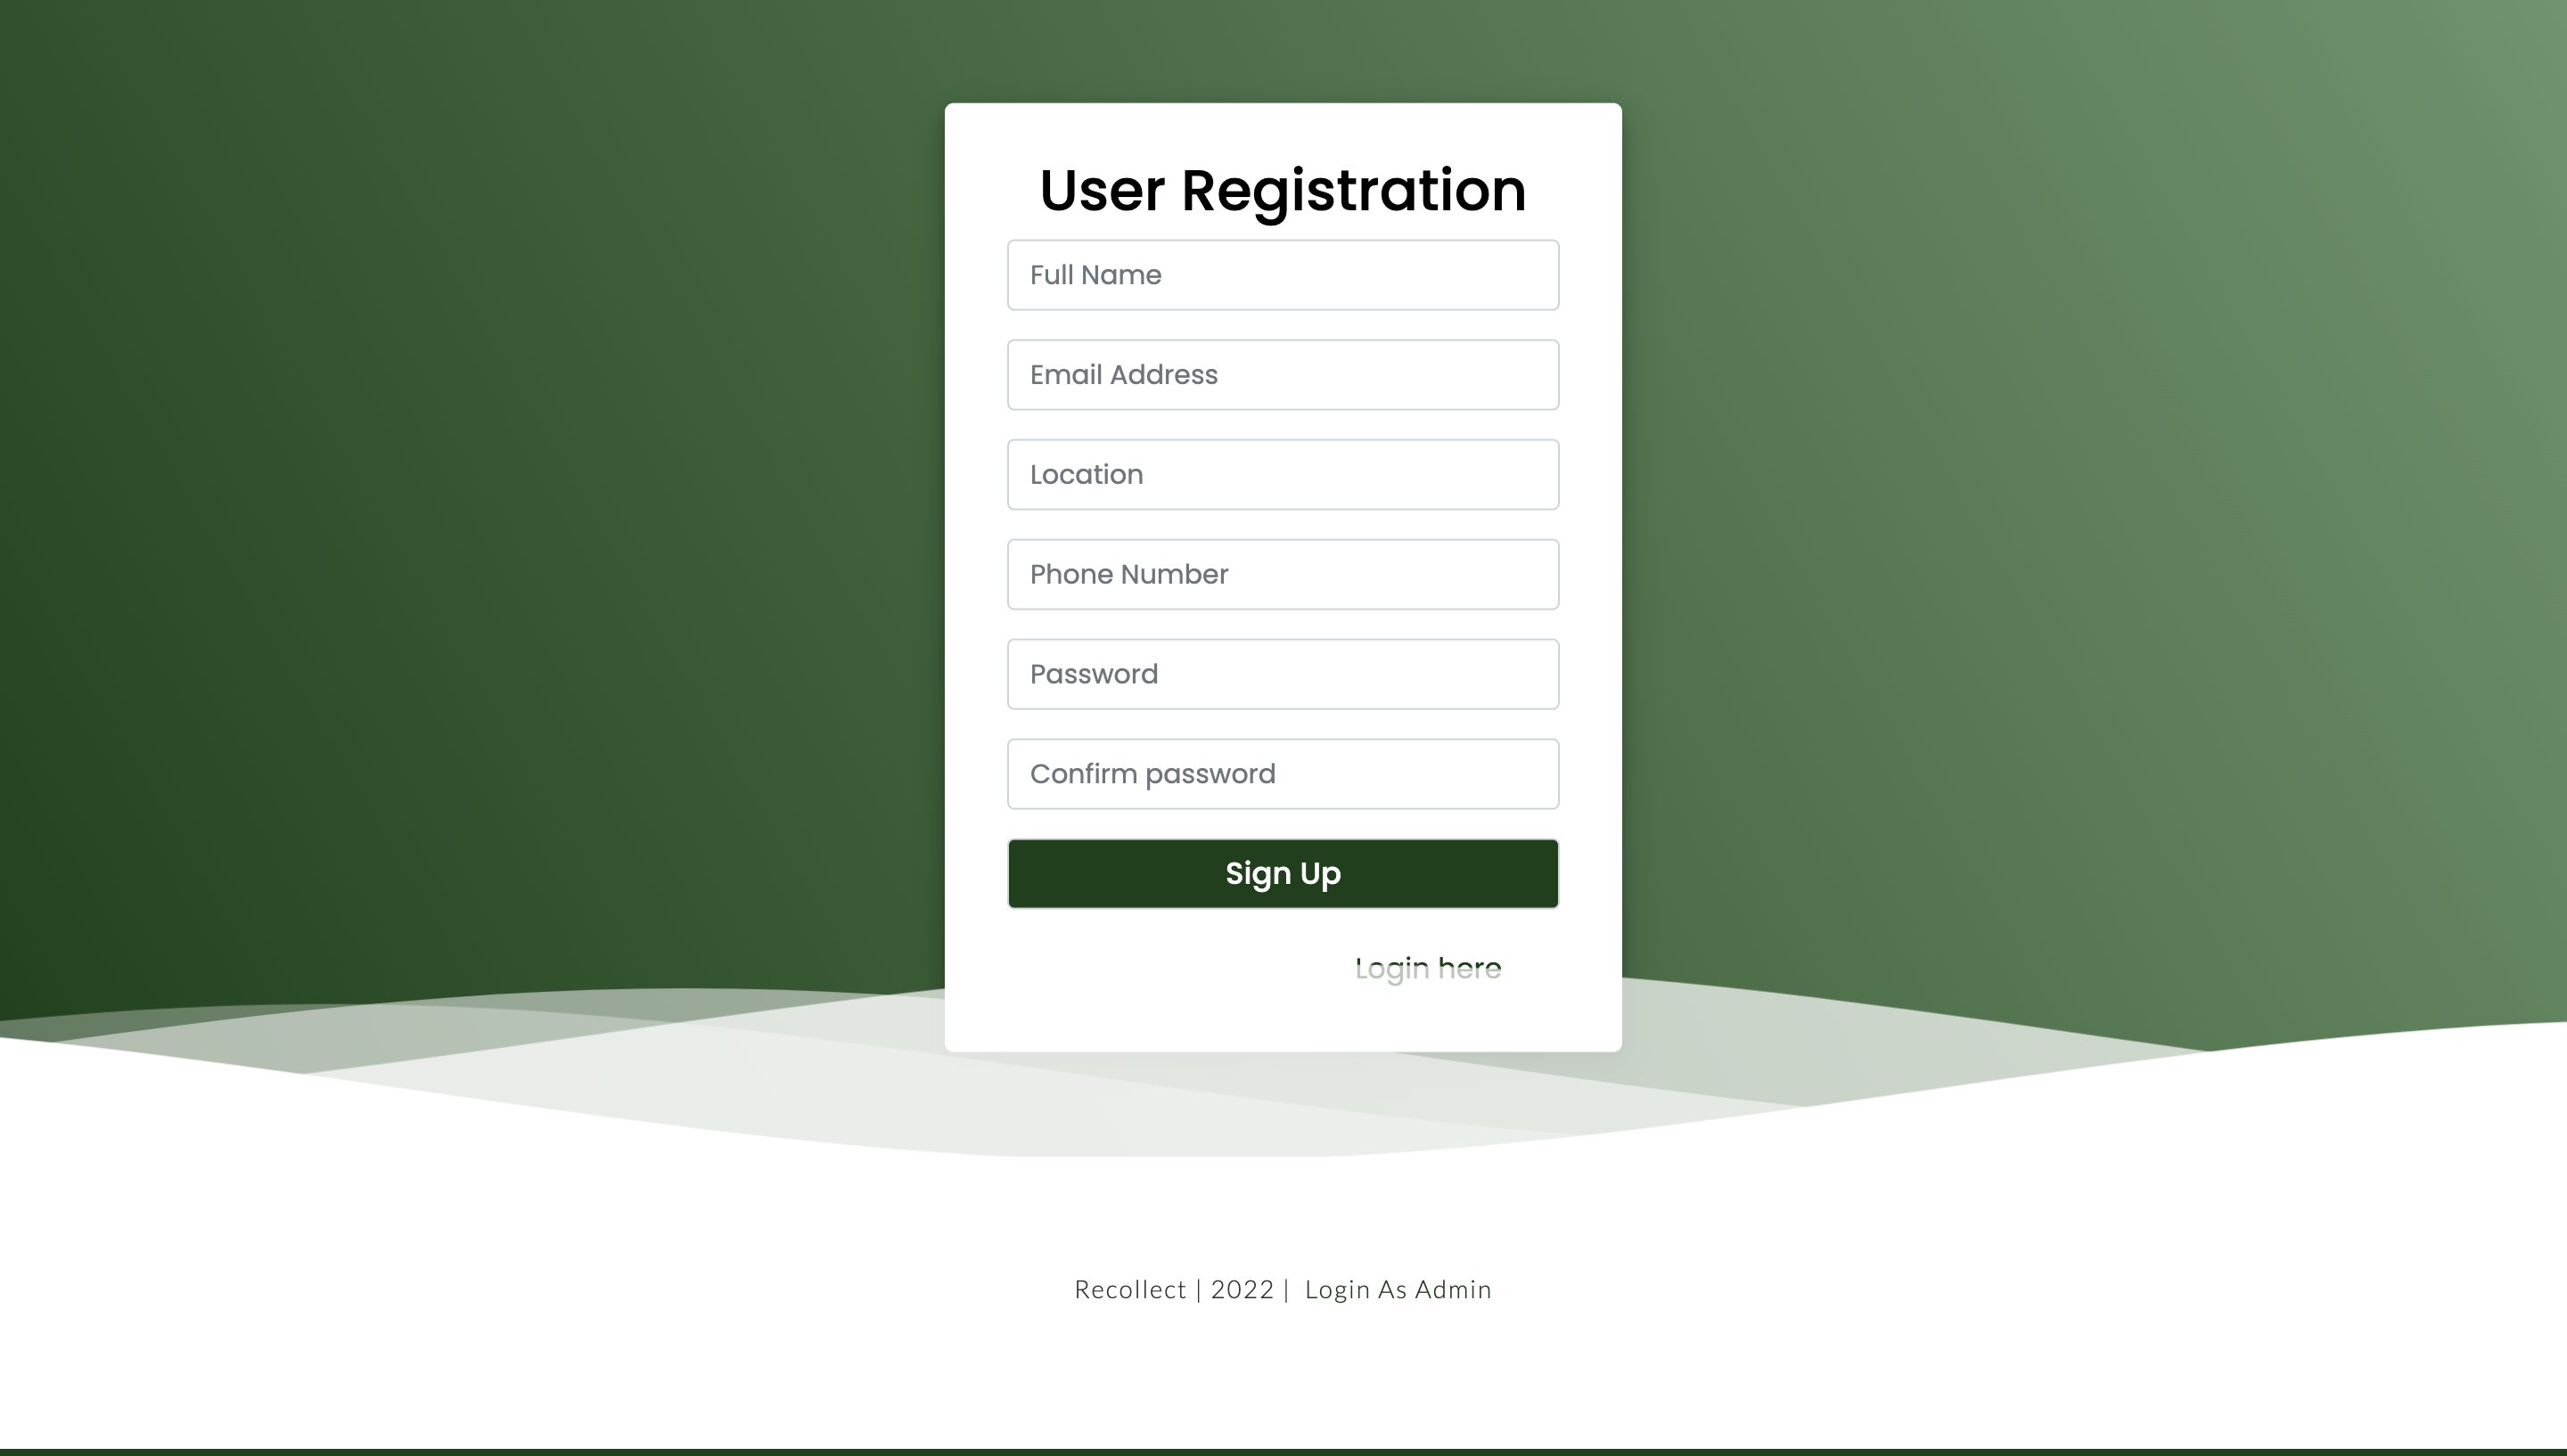 User Registration
Full Name
Email Address
Location
Phone Number
Password
Confirm password
Sign Up
Login here
Recollect | 2022 | Login As Admin